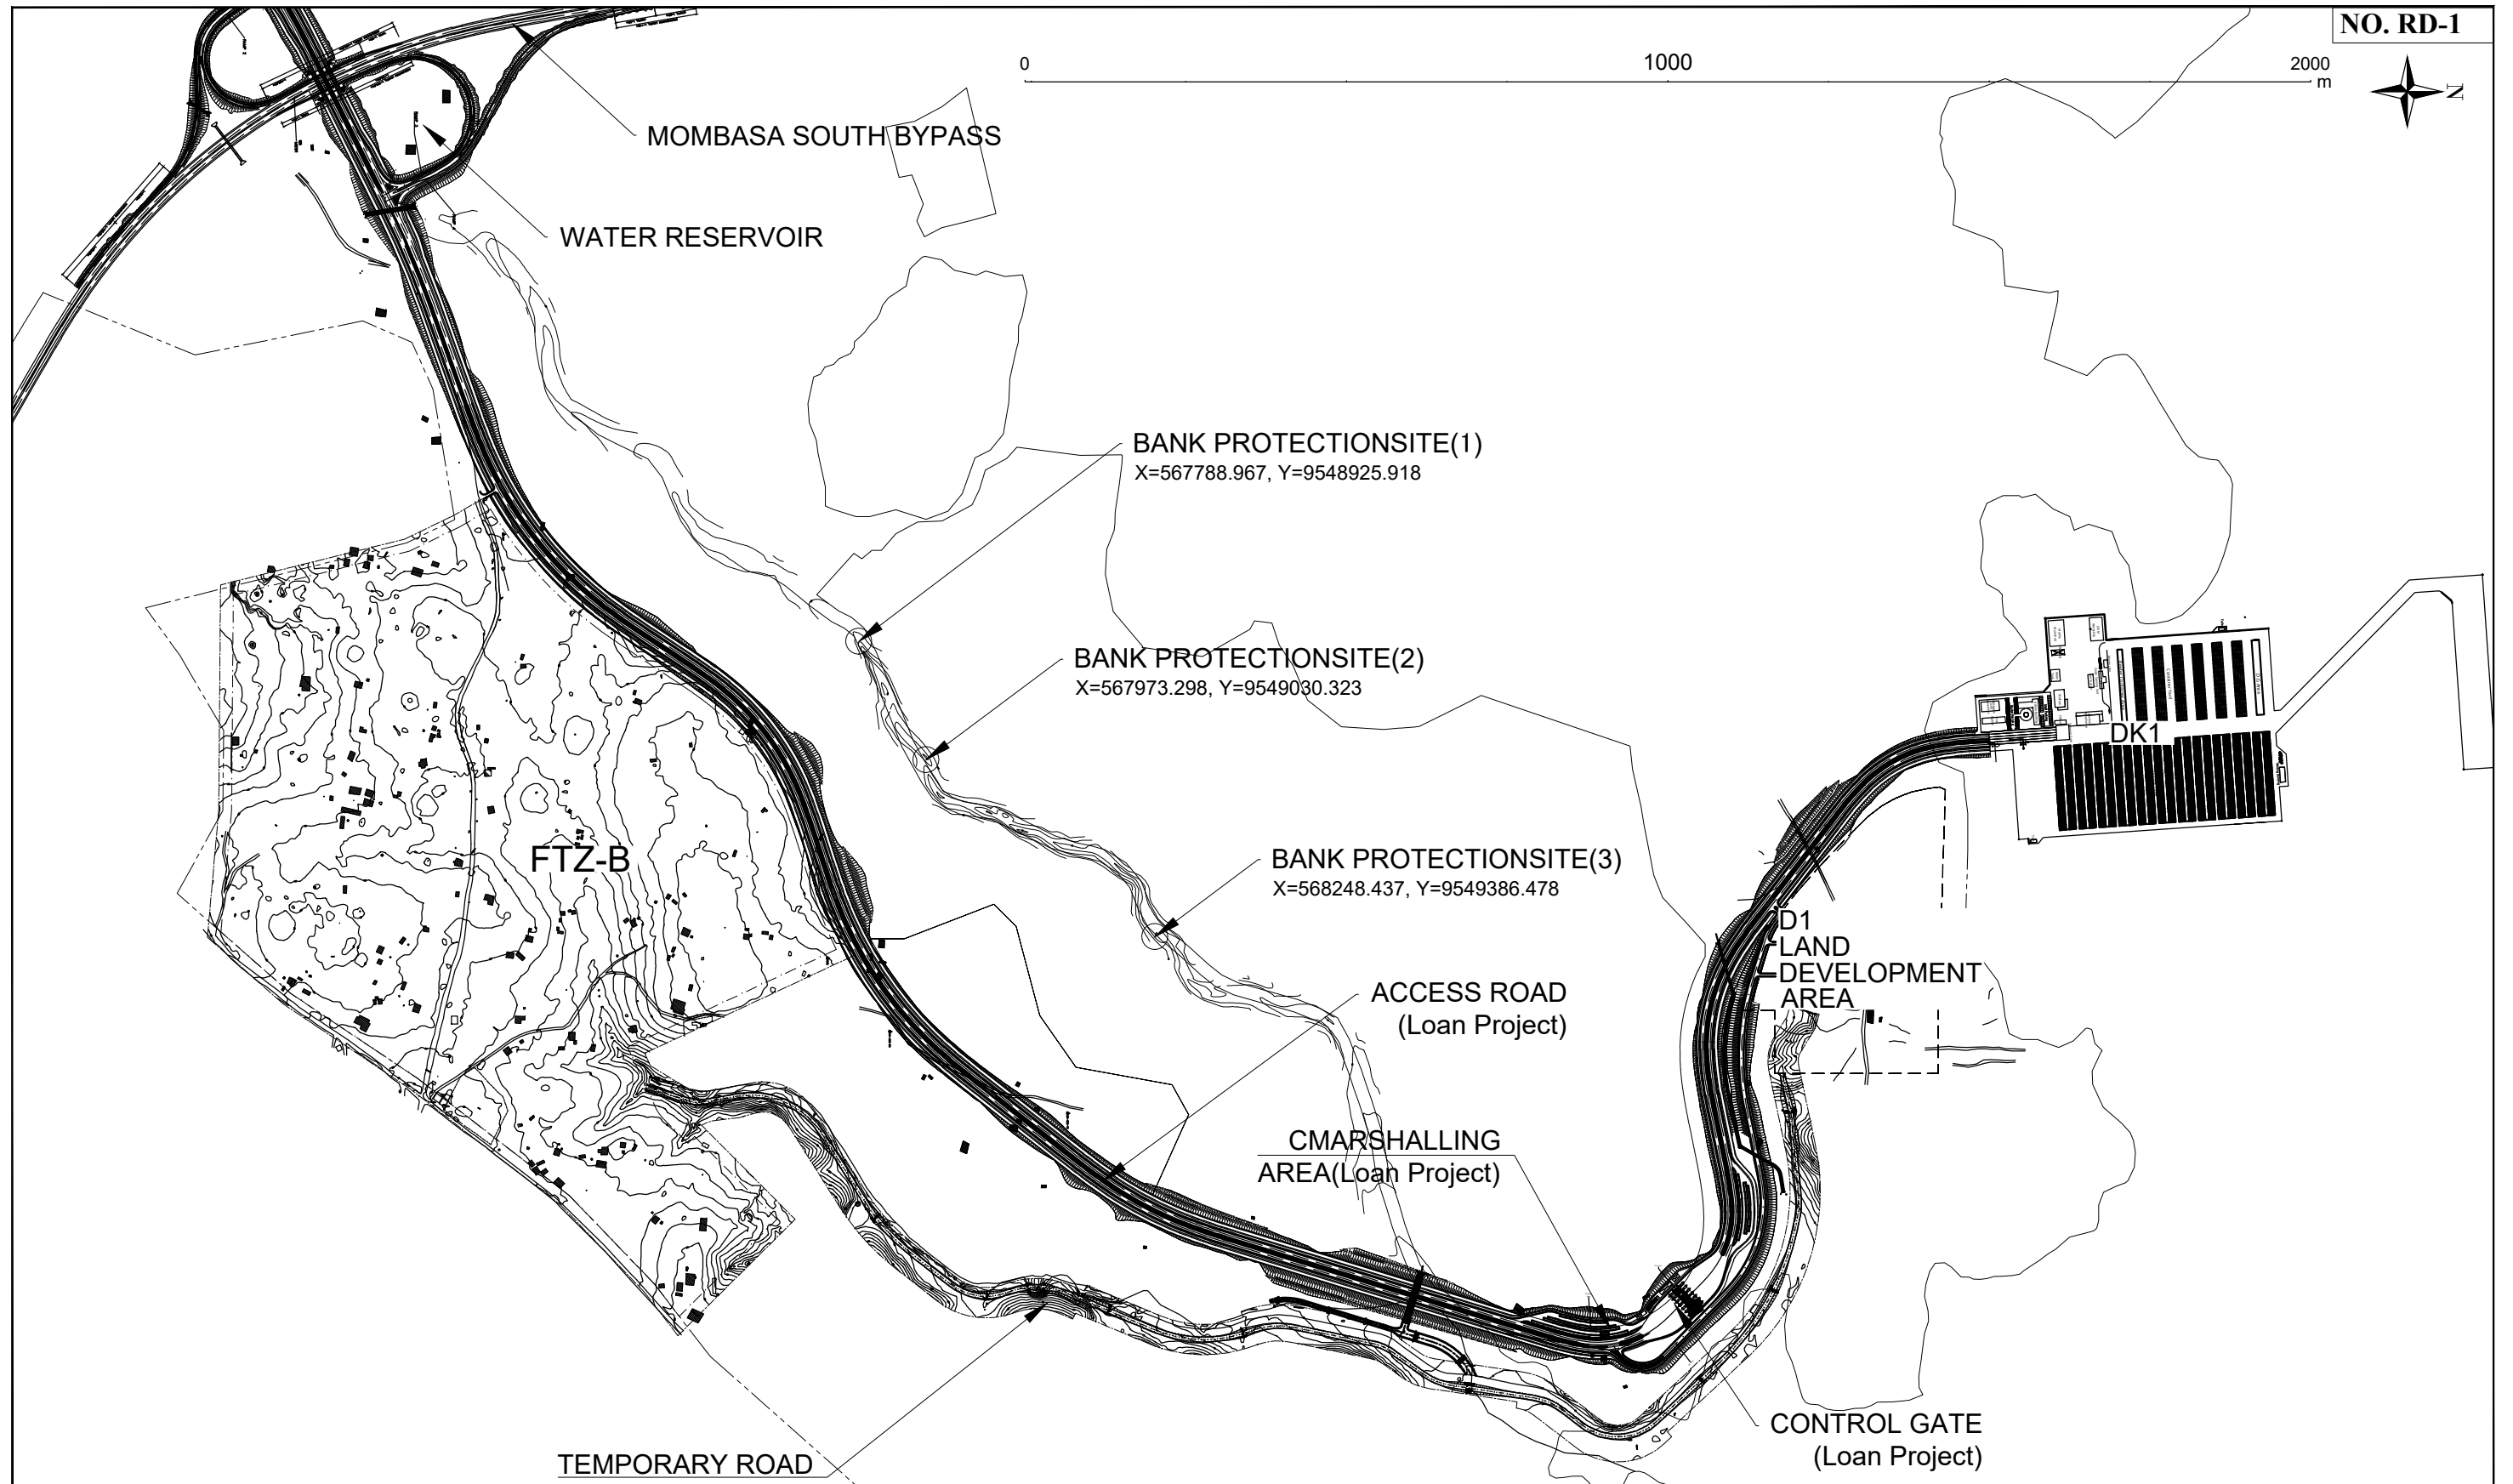 NO. RD-1
0
1000
2000
m
N
MOMBASA SOUTH BYPASS
WATER RESERVOIR
BANK PROTECTIONSITE(1)
X=567788.967, Y=9548925.918
BANK PROTECTIONSITE(2)
X=567973.298, Y=9549030.323
DK1
FTZ-B
BANK PROTECTIONSITE(3)
X=568248.437, Y=9549386.478
D1
LAND
DEVELOPMENT
AREA
ACCESS ROAD
(Loan Project)
CMARSHALLING
AREA(Loan Project)
CONTROL GATE
(Loan Project)
TEMPORARY ROAD